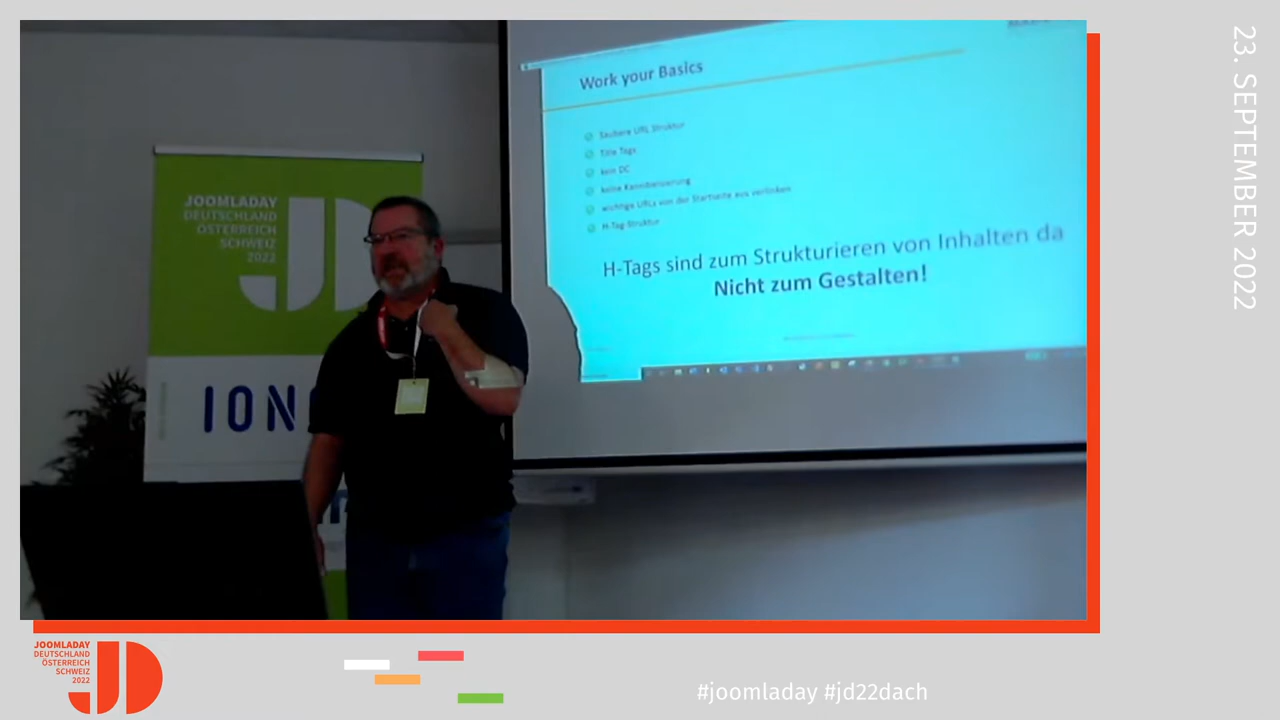 Work your Basics
Saubere URL Struktur
Title Tags
kein DC
keine Kannibalisierung
wichtige URLs von der Startseite aus verlinken
H-Tag-Struktur
H-Tags sind zum Strukturieren von Inhalten da
Nicht zum Gestalten!
JOOMLADAY
DEUTSCHLAND
ÖSTERREICH
SCHWEIZ
2022
JD
ION
23. SEPTEMBER 2022
JOOMLADAY
DEUTSCHLAND
ÖSTERREICH
SCHWEIZ
2022
JD
#joomladay #jd22dach